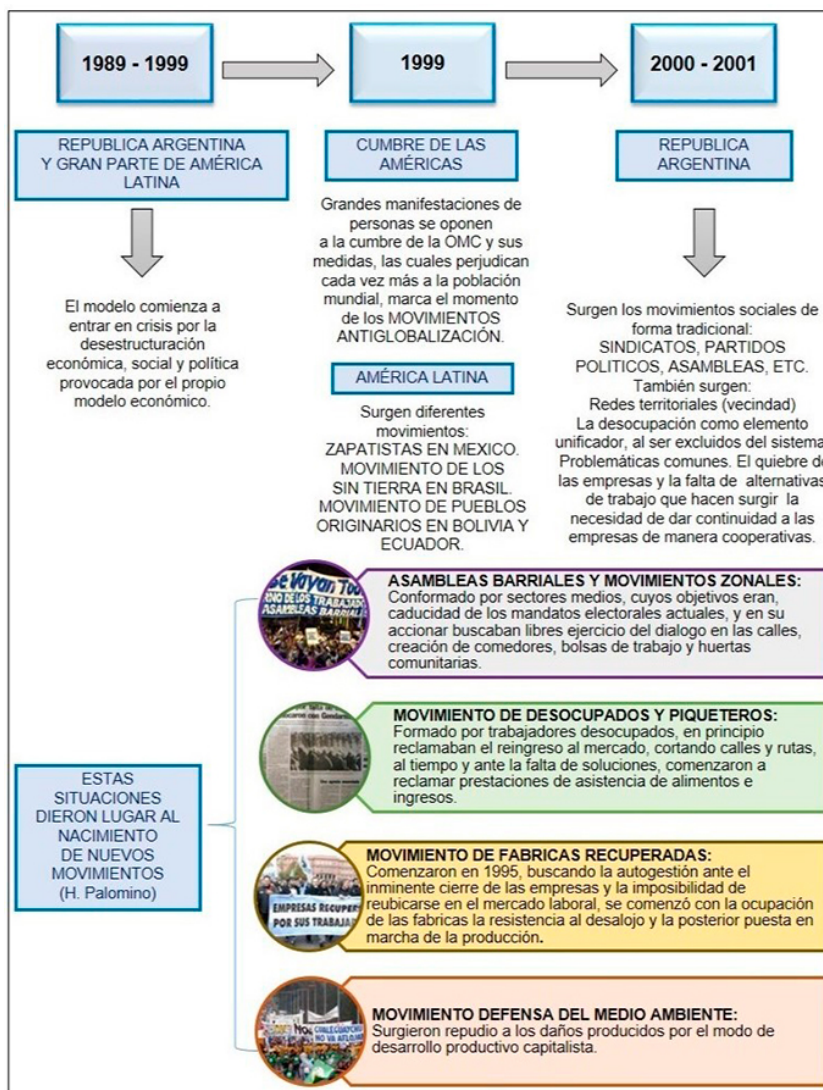 1989 - 1999
1999
2000 - 2001
REPUBLICA ARGENTINA
Y GRAN PARTE DE AMÉRICA
LATINA
El modelo comienza a
entrar en crisis por la
desestructuración
económica, social y política
provocada por el propio
modelo económico.
CUMBRE DE LAS
AMÉRICAS
Grandes manifestaciones de
personas se oponen
a la cumbre de la OMC y sus
medidas, las cuales perjudican
cada vez más a la población
mundial, marca el momento
de los MOVIMIENTOS
ANTIGLOBALIZACIÓN.
AMÉRICA LATINA
Surgen diferentes
movimientos:
ZAPATISTAS EN MEXICO.
MOVIMIENTO DE LOS
SIN TIERRA EN BRASIL.
MOVIMIENTO DE PUEBLOS
ORIGINARIOS EN BOLIVIA Y
ECUADOR.
REPUBLICA
ARGENTINA
Surgen los movimientos sociales de
forma tradicional:
SINDICATOS, PARTIDOS
POLITICOS, ASAMBLEAS, ETC.
También surgen:
Redes territoriales (vecindad)
La desocupación como elemento
unificador, al ser excluidos del sistema
Problemáticas comunes. El quiebre de
las empresas y la falta de alternativas
de trabajo que hacen surgir la
necesidad de dar continuidad a las
empresas de manera cooperativas.
ESTAS
SITUACIONES
DIERON LUGAR AL
NACIMIENTO
DE NUEVOS
MOVIMIENTOS
(H. Palomino)
Se Vayan
RNO DE LOS TRABAJAD
ASAMBLEAS BARRIALE
ASAMBLEAS BARRIALES Y MOVIMIENTOS ZONALES:
Conformado por sectores medios, cuyos objetivos eran,
caducidad de los mandatos electorales actuales, y en su
accionar buscaban libres ejercicio del dialogo en las calles,
creación de comedores, bolsas de trabajo y huertas
comunitarias.
MOVIMIENTO DE DESOCUPADOS Y PIQUETEROS:
Formado por trabajadores desocupados, en principio
reclamaban el reingreso al mercado, cortando calles y rutas,
al tiempo y ante la falta de soluciones, comenzaron a
reclamar prestaciones de asistencia de alimentos e
ingresos.
EMPRESAS RECUPER
POR SUS TRABAJAD
MOVIMIENTO DE FABRICAS RECUPERADAS:
Comenzaron en 1995, buscando la autogestión ante el
inminente cierre de las empresas y la imposibilidad de
reubicarse en el mercado laboral, se comenzó con la ocupación
de las fabricas la resistencia al desalojo y la posterior puesta en
marcha de la producción.
MOVIMIENTO DEFENSA DEL MEDIO AMBIENTE:
Surgieron repudio a los daños producidos por el modo de
desarrollo productivo capitalista.